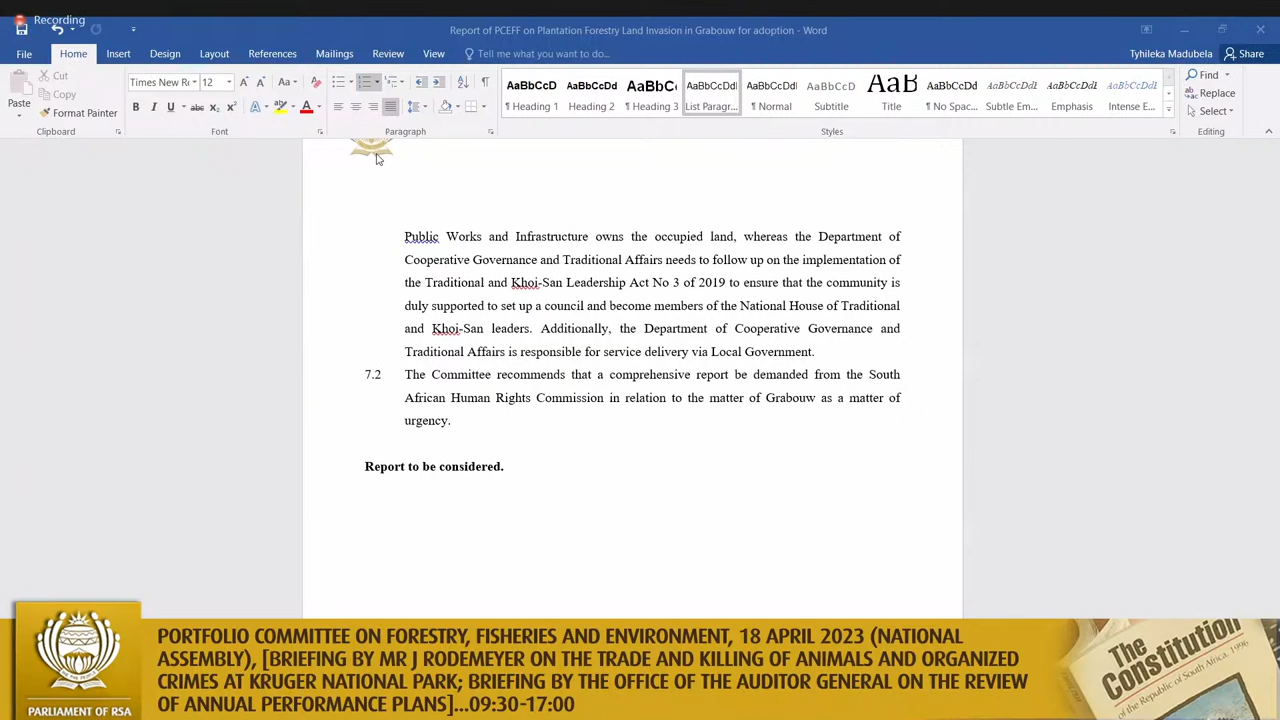 Recording
Report of PCEFF on Plantation Forestry Land Invasion in Grabouw for adoption - Word
File Home Insert Design Layout References Mailings Review View Tell me what you want to do... Tyhileka Madubela Share
Paste Cut Copy Format Painter
Clipboard
Times New Ro 12 A A Aa
B I U abc x₂ x² A A
Font
Paragraph
AaBbCcD AaBbCcDd AaBbCc AaBbCcDdI AaBbCcDdI AaBbCcD AaB AaBbCcDd AaBbCcDdI AaBbCcDdI AaBbCcDdI
¶ Heading 1 Heading 2 ¶ Heading 3 List Paragr... ¶ Normal Subtitle Title ¶ No Spac... Subtle Em... Emphasis Intense E...
Styles
Find
Replace
Select
Editing
Public Works and Infrastructure owns the occupied land, whereas the Department of
Cooperative Governance and Traditional Affairs needs to follow up on the implementation of
the Traditional and Khoi-San Leadership Act No 3 of 2019 to ensure that the community is
duly supported to set up a council and become members of the National House of Traditional
and Khoi-San leaders. Additionally, the Department of Cooperative Governance and
Traditional Affairs is responsible for service delivery via Local Government.
7.2 The Committee recommends that a comprehensive report be demanded from the South
African Human Rights Commission in relation to the matter of Grabouw as a matter of
urgency.
Report to be considered.
PORTFOLIO COMMITTEE ON FORESTRY, FISHERIES AND ENVIRONMENT, 18 APRIL 2023 (NATIONAL
ASSEMBLY), [BRIEFING BY MR J RODEMEYER ON THE TRADE AND KILLING OF ANIMALS AND ORGANIZED
CRIMES AT KRUGER NATIONAL PARK; BRIEFING BY THE OFFICE OF THE AUDITOR GENERAL ON THE REVIEW
OF ANNUAL PERFORMANCE PLANS]...09:30-17:00
PARLIAMENT OF RSA
The
Constitution
of the Republic of South Africa, 1996